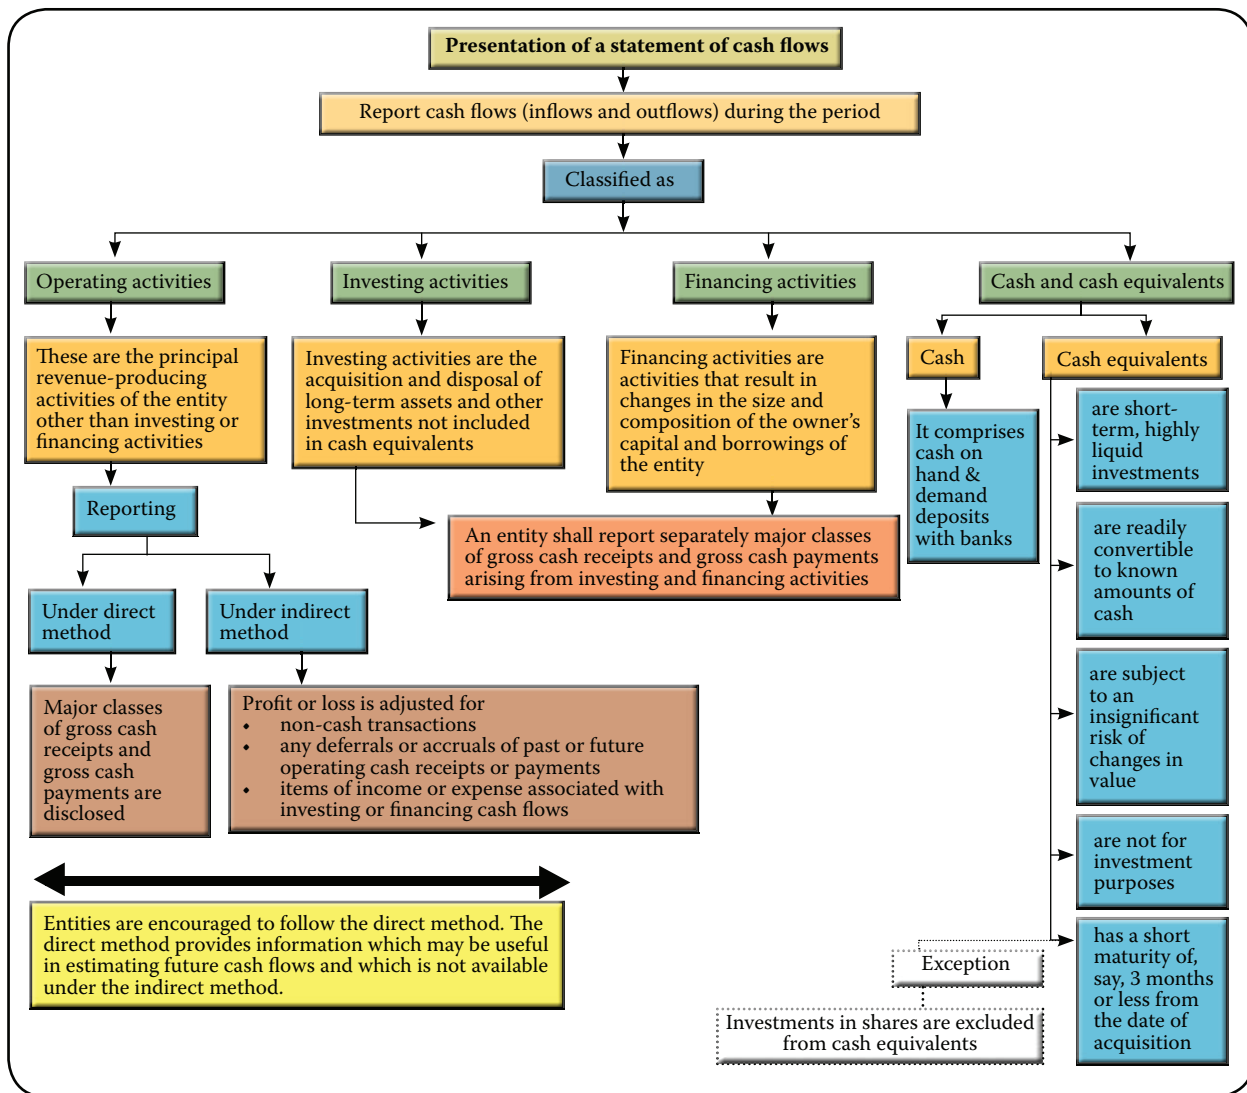 Presentation of a statement of cash flows
Report cash flows (inflows and outflows) during the period
Classified as
Operating activities
These are the principal
revenue-producing
activities of the entity
other than investing or
financing activities
Reporting
Under direct
method
Major classes
of gross cash
receipts and
gross cash
payments are
disclosed
Under indirect
method
Profit or loss is adjusted for
• non-cash transactions
• any deferrals or accruals of past or future
operating cash receipts or payments
• items of income or expense associated with
investing or financing cash flows
Entities are encouraged to follow the direct method. The
direct method provides information which may be useful
in estimating future cash flows and which is not available
under the indirect method.
Investing activities
Investing activities are the
acquisition and disposal of
long-term assets and other
investments not included
in cash equivalents
Financing activities
Financing activities are
activities that result in
changes in the size and
composition of the owner's
capital and borrowings of
the entity
An entity shall report separately major classes
of gross cash receipts and gross cash payments
arising from investing and financing activities
Cash and cash equivalents
Cash
It comprises
cash on
hand &
demand
deposits
with banks
Cash equivalents
are short-
term, highly
liquid
investments
are readily
convertible
to known
amounts of
cash
are subject
to an
insignificant
risk of
changes in
value
are not for
investment
purposes
has a short
maturity of,
say, 3 months
or less from
the date of
acquisition
Exception
Investments in shares are excluded
from cash equivalents